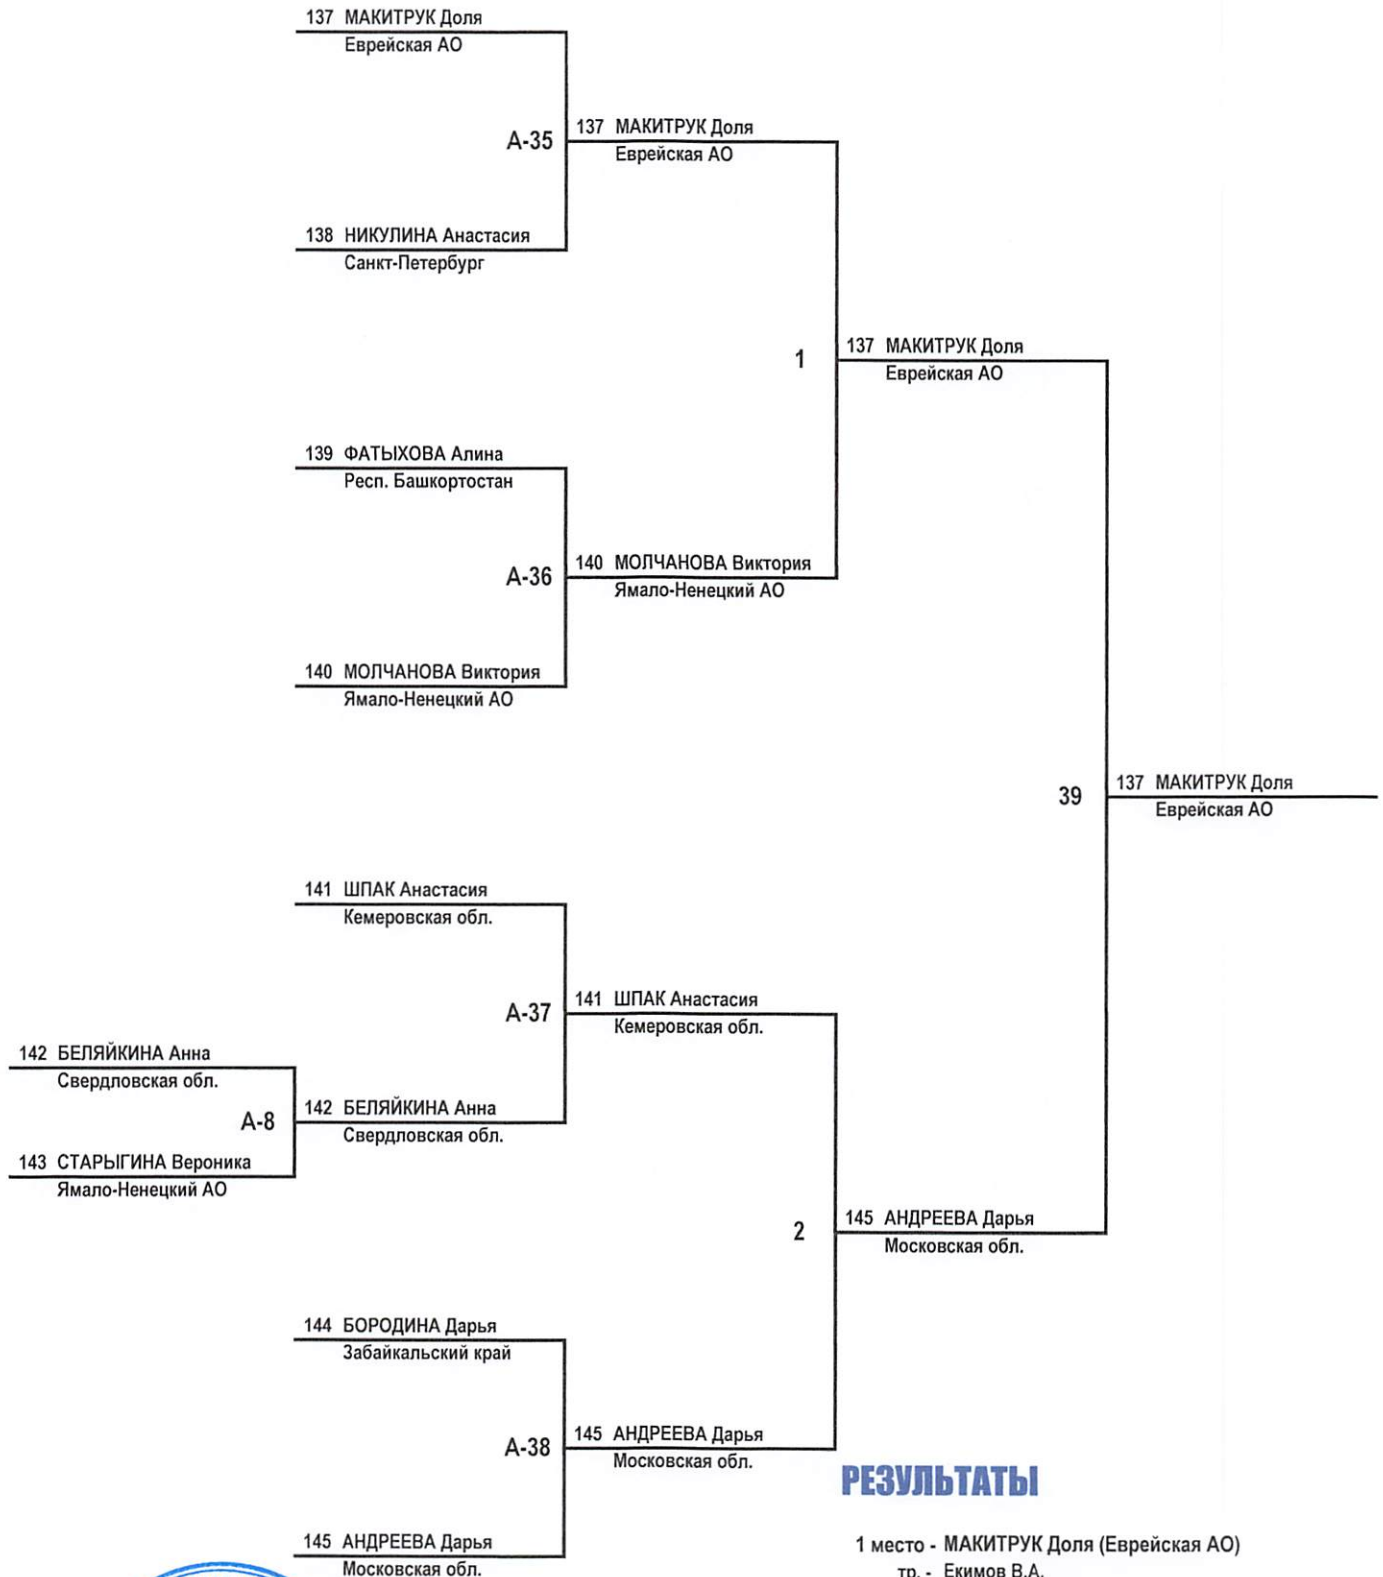 137 МАКИТРУК Доля
Еврейская АО
А-35
137 МАКИТРУК Доля
Еврейская АО
138 НИКУЛИНА Анастасия
Санкт-Петербург
1
137 МАКИТРУК Доля
Еврейская АО
139 ФАТЫХОВА Алина
Респ. Башкортостан
А-36
140 МОЛЧАНОВА Виктория
Ямало-Ненецкий АО
140 МОЛЧАНОВА Виктория
Ямало-Ненецкий АО
39
137 МАКИТРУК Доля
Еврейская АО
141 ШПАК Анастасия
Кемеровская обл.
А-37
141 ШПАК Анастасия
Кемеровская обл.
142 БЕЛЯЙКИНА Анна
Свердловская обл.
А-8
142 БЕЛЯЙКИНА Анна
Свердловская обл.
143 СТАРЫГИНА Вероника
Ямало-Ненецкий АО
2
145 АНДРЕЕВА Дарья
Московская обл.
144 БОРОДИНА Дарья
Забайкальский край
А-38
145 АНДРЕЕВА Дарья
Московская обл.
145 АНДРЕЕВА Дарья
Московская обл.
РЕЗУЛЬТАТЫ
1 место - МАКИТРУК Доля (Еврейская АО)
тр. - Екимов В.А.